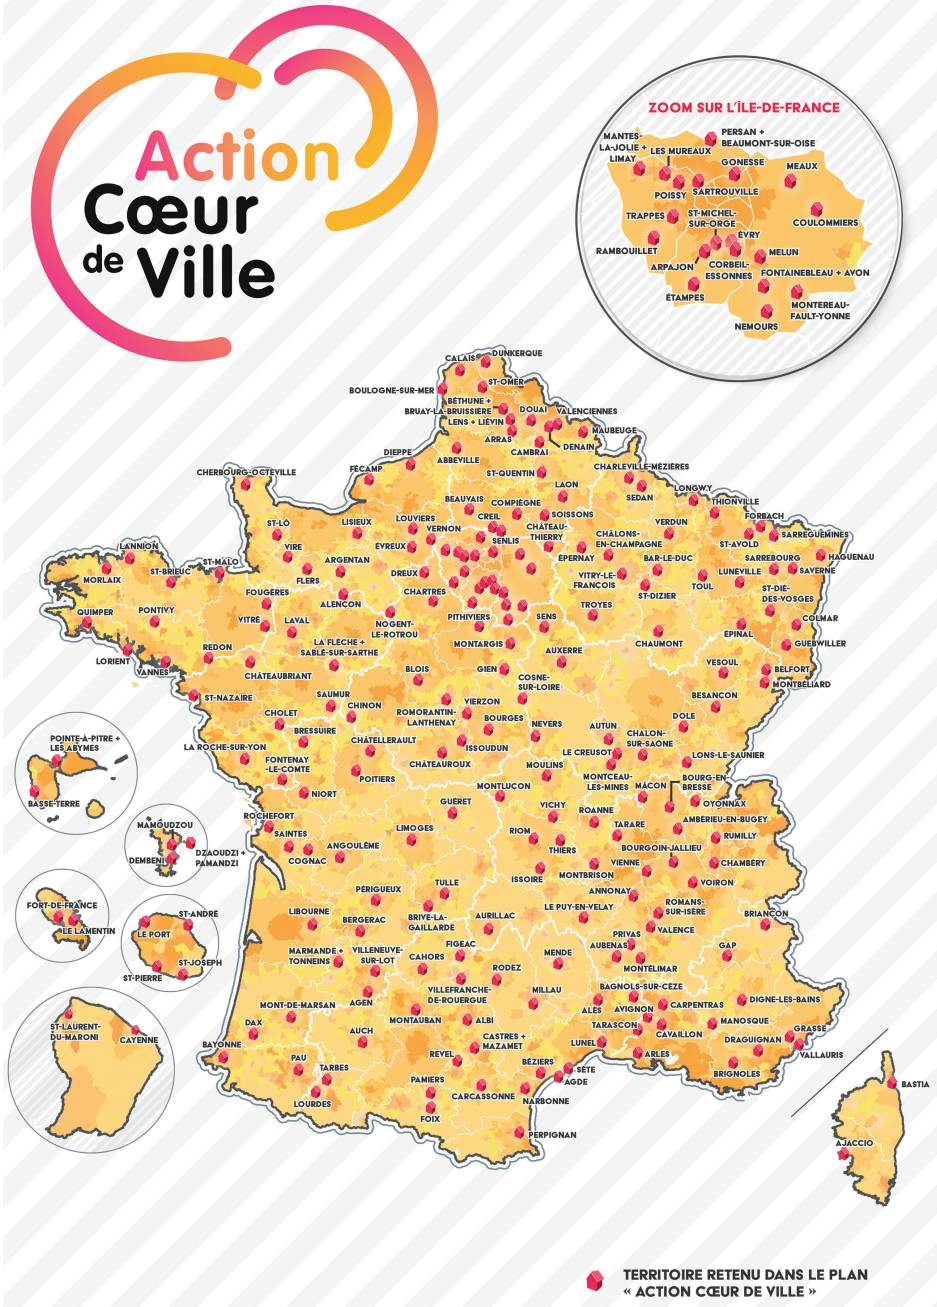 Action
Cœur
de Ville
ZOOM SUR L'ÎLE-DE-FRANCE
MANTES-
LA-JOLIE +
LIMAY
LES MUREAUX
PERSAN +
BEAUMONT-SUR-OISE
GONESSE
MEAUX
POISSY
SARTROUVILLE
TRAPPES
ST-MICHEL-
SUR-ORGE
COULOMMIERS
RAMBOUILLET
ÉVRY
MELUN
ARPAJON
CORBEIL-
ESSONNES
FONTAINEBLEAU + AVON
ÉTAMPES
MONTEREAU-
FAULT-YONNE
NEMOURS
CALAIS
DUNKERQUE
BOULOGNE-SUR-MER
ST-OMER
BÉTHUNE +
BRUAY-LA-BRUISSIÈRE
DOUAI
VALENCIENNES
LENS + LIÉVIN
MAUBEUGE
ARRAS
CAMBRAI
DENAIN
DIEPPE
ABBEVILLE
FÉCAMP
CHERBOURG-OCTEVILLE
ST-QUENTIN
CHARLEVILLE-MÉZIÈRES
LAON
SEDAN
LONGWY
THIONVILLE
BEAUVAIS
COMPIÈGNE
SOISSONS
ST-LÔ
LISIEUX
LOUVIERS
VERNON
CREIL
CHÂTEAU-
THIERRY
CHÂLONS-
EN-CHAMPAGNE
VERDUN
FORBACH
SARREGUEMINES
VIRE
ÉVREUX
SENLIS
ST-AVOLD
HAGUENAU
LANNION
ST-MALO
ARGENTAN
ÉPERNAY
BAR-LE-DUC
SARREBOURG
SAVERNE
MORLAIX
ST-BRIEUC
FLERS
DREUX
VITRY-LE-
FRANÇOIS
TOUL
LUNÉVILLE
FOUGÈRES
ALENÇON
CHARTRES
ST-DIZIER
ST-DIÉ-
DES-VOSGES
QUIMPER
PONTIVY
VITRÉ
LAVAL
NOGENT-
LE-ROTROU
PITHIVIERS
SENS
TROYES
COLMAR
LORIENT
VANNES
REDON
LA FLÈCHE +
SABLÉ-SUR-SARTHE
MONTARGIS
AUXERRE
CHAUMONT
ÉPINAL
GUEBWILLER
CHÂTEAUBRIANT
BLOIS
GIEN
COSNE-
SUR-LOIRE
VESOUL
BELFORT
MONTBÉLIARD
ST-NAZAIRE
SAUMUR
CHINON
ROMORANTIN-
LANTHENAY
VIERZON
BESANÇON
CHOLET
BOURGES
NEVERS
AUTUN
DOLE
BRESSUIRE
CHÂTELLERAULT
ISSOUDUN
CHALON-
SUR-SAÔNE
LA ROCHE-SUR-YON
LE CREUSOT
LONS-LE-SAUNIER
FONTENAY
-LE-COMTE
POITIERS
CHÂTEAUROUX
MOULINS
MONTCEAU-
LES-MINES
MÂCON
BOURG-EN-
BRESSE
NIORT
MONTLUÇON
OYONNAX
ROCHEFORT
GUÉRET
VICHY
ROANNE
AMBÉRIEU-EN-BUGEY
SAINTES
LIMOGES
RIOM
TARARE
RUMILLY
COGNAC
ANGOULÊME
THIERS
BOURGOIN-JALLIEU
VIENNE
CHAMBÉRY
ISSOIRE
MONTBRISON
VOIRON
PÉRIGUEUX
TULLE
ANNONAY
LIBOURNE
BERGERAC
BRIVE-LA-
GAILLARDE
AURILLAC
LE PUY-EN-VELAY
ROMANS-
SUR-ISÈRE
BRIANÇON
VALENCE
PRIVAS
MARMANDE +
TONNEINS
VILLENEUVE-
SUR-LOT
CAHORS
FIGEAC
MENDE
AUBENAS
GAP
MONTÉLIMAR
RODEZ
AGEN
VILLEFRANCHE-
DE-ROUERGUE
MILLAU
BAGNOLS-SUR-CÈZE
MONT-DE-MARSAN
ALÈS
AVIGNON
CARPENTRAS
DIGNE-LES-BAINS
DAX
AUCH
MONTAUBAN
ALBI
TARASCON
CAVAILLON
MANOSQUE
GRASSE
BAYONNE
CASTRES +
MAZAMET
LUNEL
DRAGUIGNAN
VALLAURIS
PAU
TARBES
REVEL
BÉZIERS
SÈTE
ARLES
BRIGNOLES
PAMIERS
AGDE
LOURDES
CARCASSONNE
NARBONNE
FOIX
PERPIGNAN
BASTIA
AJACCIO
POINTE-À-PITRE +
LES ABYMES
BASSE-TERRE
MAMOUDZOU
DEMBENI
DZAOUDZI +
PAMANDZI
FORT-DE-FRANCE
LE LAMENTIN
ST-ANDRÉ
LE PORT
ST-JOSEPH
ST-PIERRE
ST-LAURENT-
DU-MARONI
CAYENNE
TERRITOIRE RETENU DANS LE PLAN
« ACTION CŒUR DE VILLE »